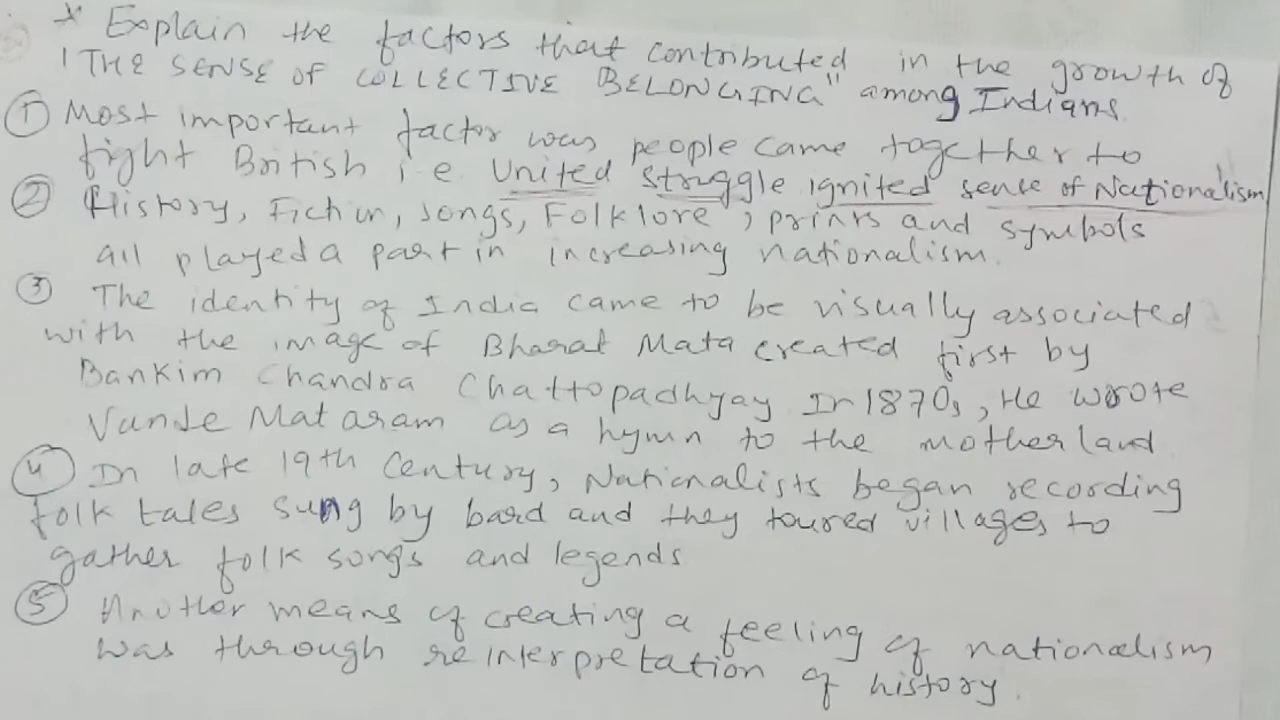 * Explain the factors that contributed in the growth of
"THE SENSE OF COLLECTIVE BELONGING" among Indians.
① Most important factor was people came together to
fight British i.e United struggle ignited sense of Nationalism
② History, Fiction, songs, Folklore, prints and symbols
all played a part in increasing nationalism.
③ The identity of India came to be visually associated
with the image of Bharat Mata created first by
Bankim Chandra Chattopadhyay In 1870s, He wrote
Vande Mataram as a hymn to the motherland
④ In late 19th Century, Nationalists began recording
folk tales sung by bard and they toured villages to
gather folk songs and legends
⑤ Another means of creating a feeling of nationalism
was through reinterpretation of history.